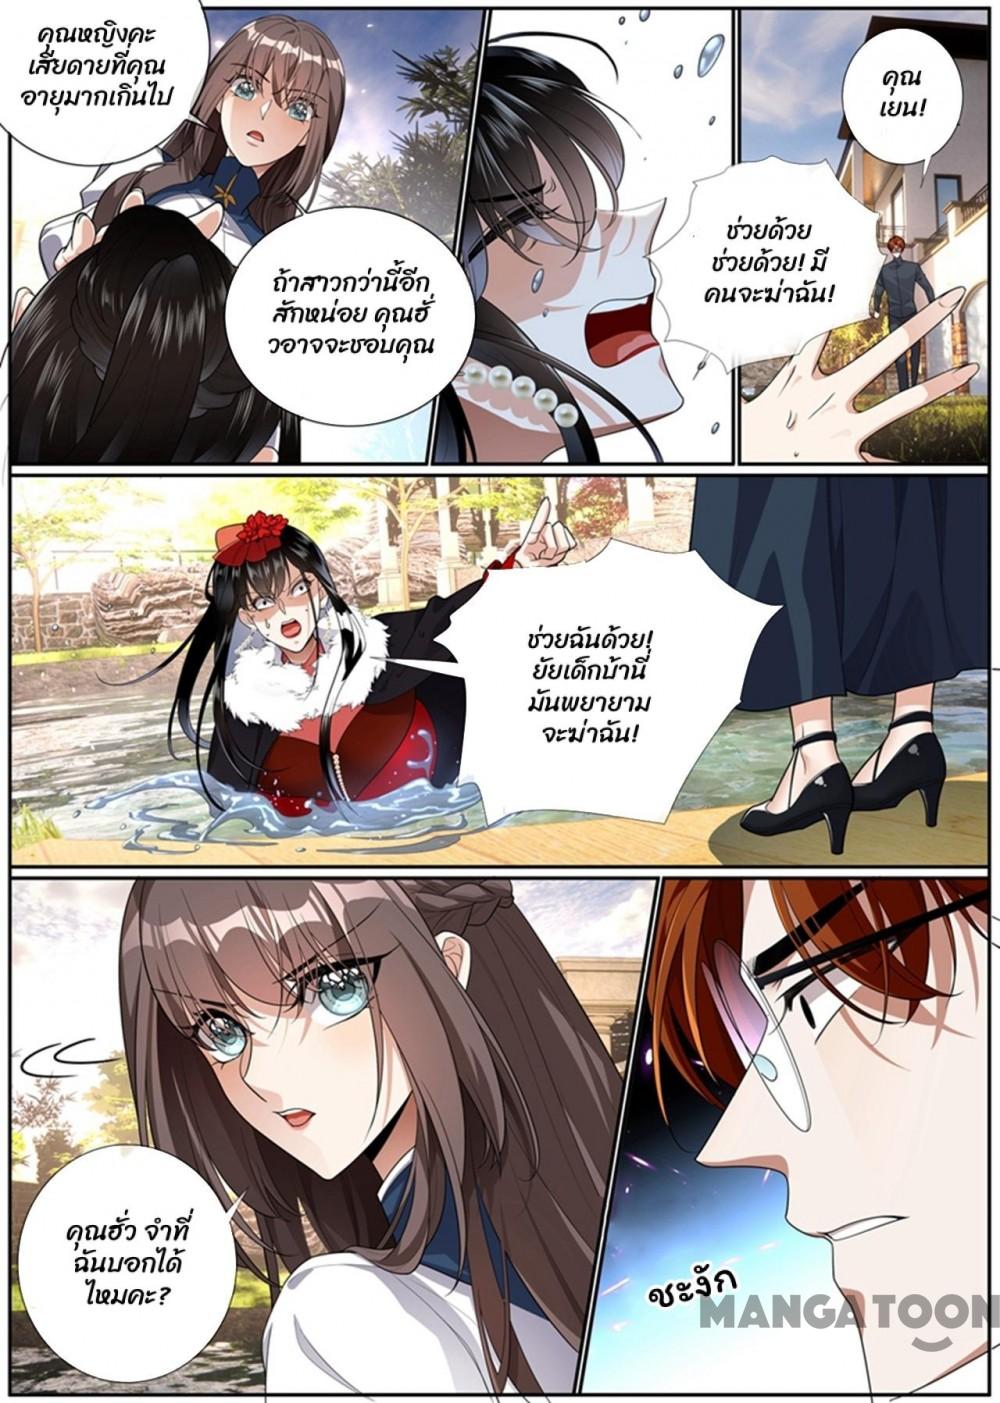 คุณหญิงคะ
เสียดายที่คุณ
อายุมากเกินไป
ถ้าสาวกว่านี้อีก
สักหน่อย คุณฮั่
วอาจจะชอบคุณ
คุณ
เยน!
ช่วยด้วย
ช่วยด้วย! มี
คนจะฆ่าฉัน!
ช่วยฉันด้วย!
ยัยเด็กบ้านี่
มันพยายาม
จะฆ่าฉัน!
คุณฮั่ว จำที่
ฉันบอกได้
ไหมคะ?
ชะงัก
MANGATOON